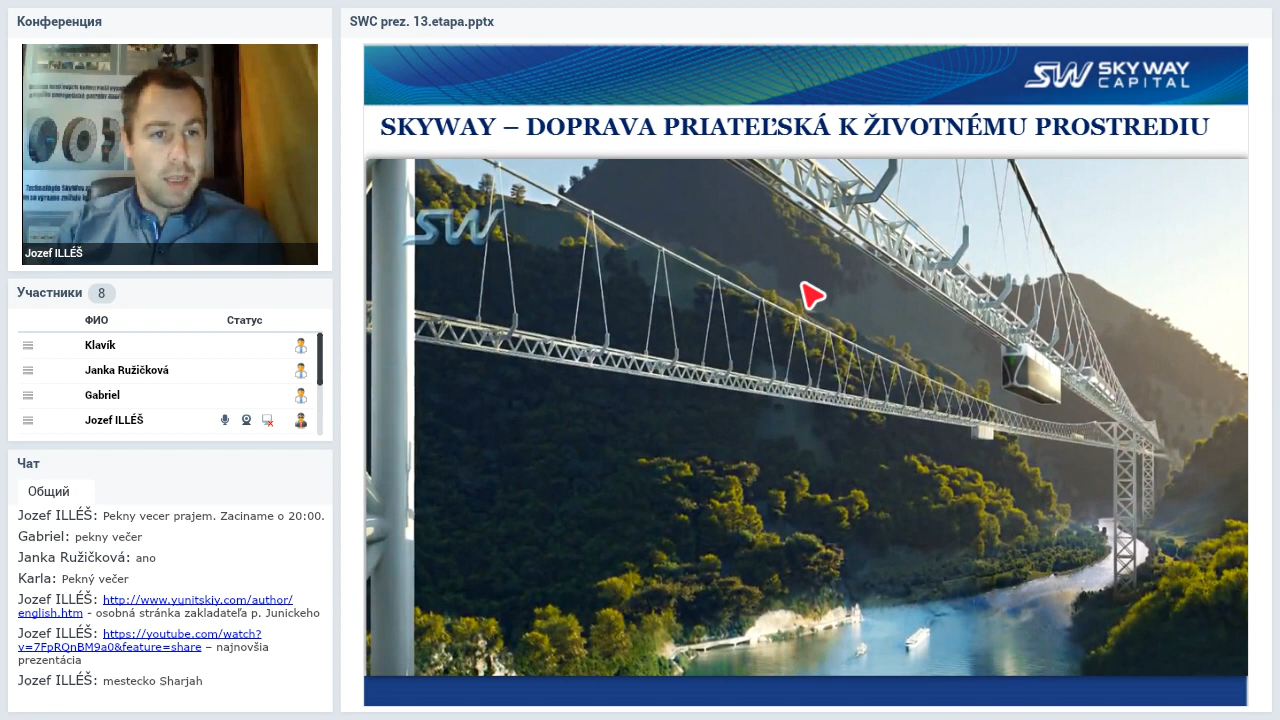 Конференция
Jozef ILLÉŠ
Участники 8
ФИО Статус
Klavík
Janka Ružičková
Gabriel
Jozef ILLÉŠ
Чат
Общий
Jozef ILLÉŠ: Pekny vecer prajem. Zaciname o 20:00.
Gabriel: pekny večer
Janka Ružičková: ano
Karla: Pekný večer
Jozef ILLÉŠ: http://www.yunitskiy.com/author/
english.htm - osobná stránka zakladateľa p. Junickeho
Jozef ILLÉŠ: https://youtube.com/watch?
v=7FpRQnBM9a0&feature=share – najnovšia
prezentácia
Jozef ILLÉŠ: mestecko Sharjah
SWC prez. 13.etapa.pptx
SW SKY WAY
CAPITAL
SKYWAY – DOPRAVA PRIATEĽSKÁ K ŽIVOTNÉMU PROSTREDIU
SW